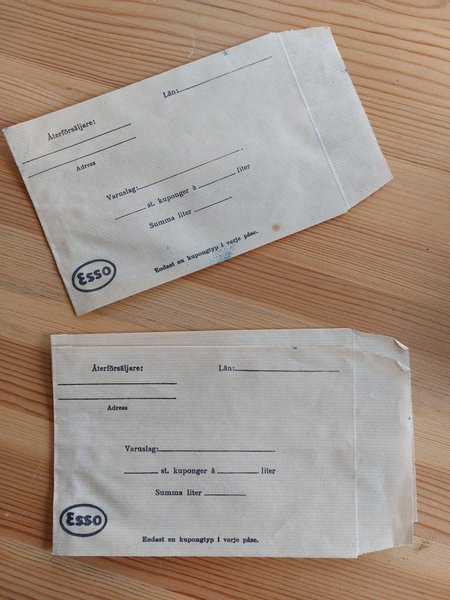 Län:
Återförsäljare:
Adress
Varuslag:
st. kuponger à liter
Summa liter
Endast en kupongtyp i varje påse.
Esso
Återförsäljare: Län:
Adress
Varuslag:
st. kuponger à liter
Summa liter
Esso
Endast en kupongtyp i varje påse.